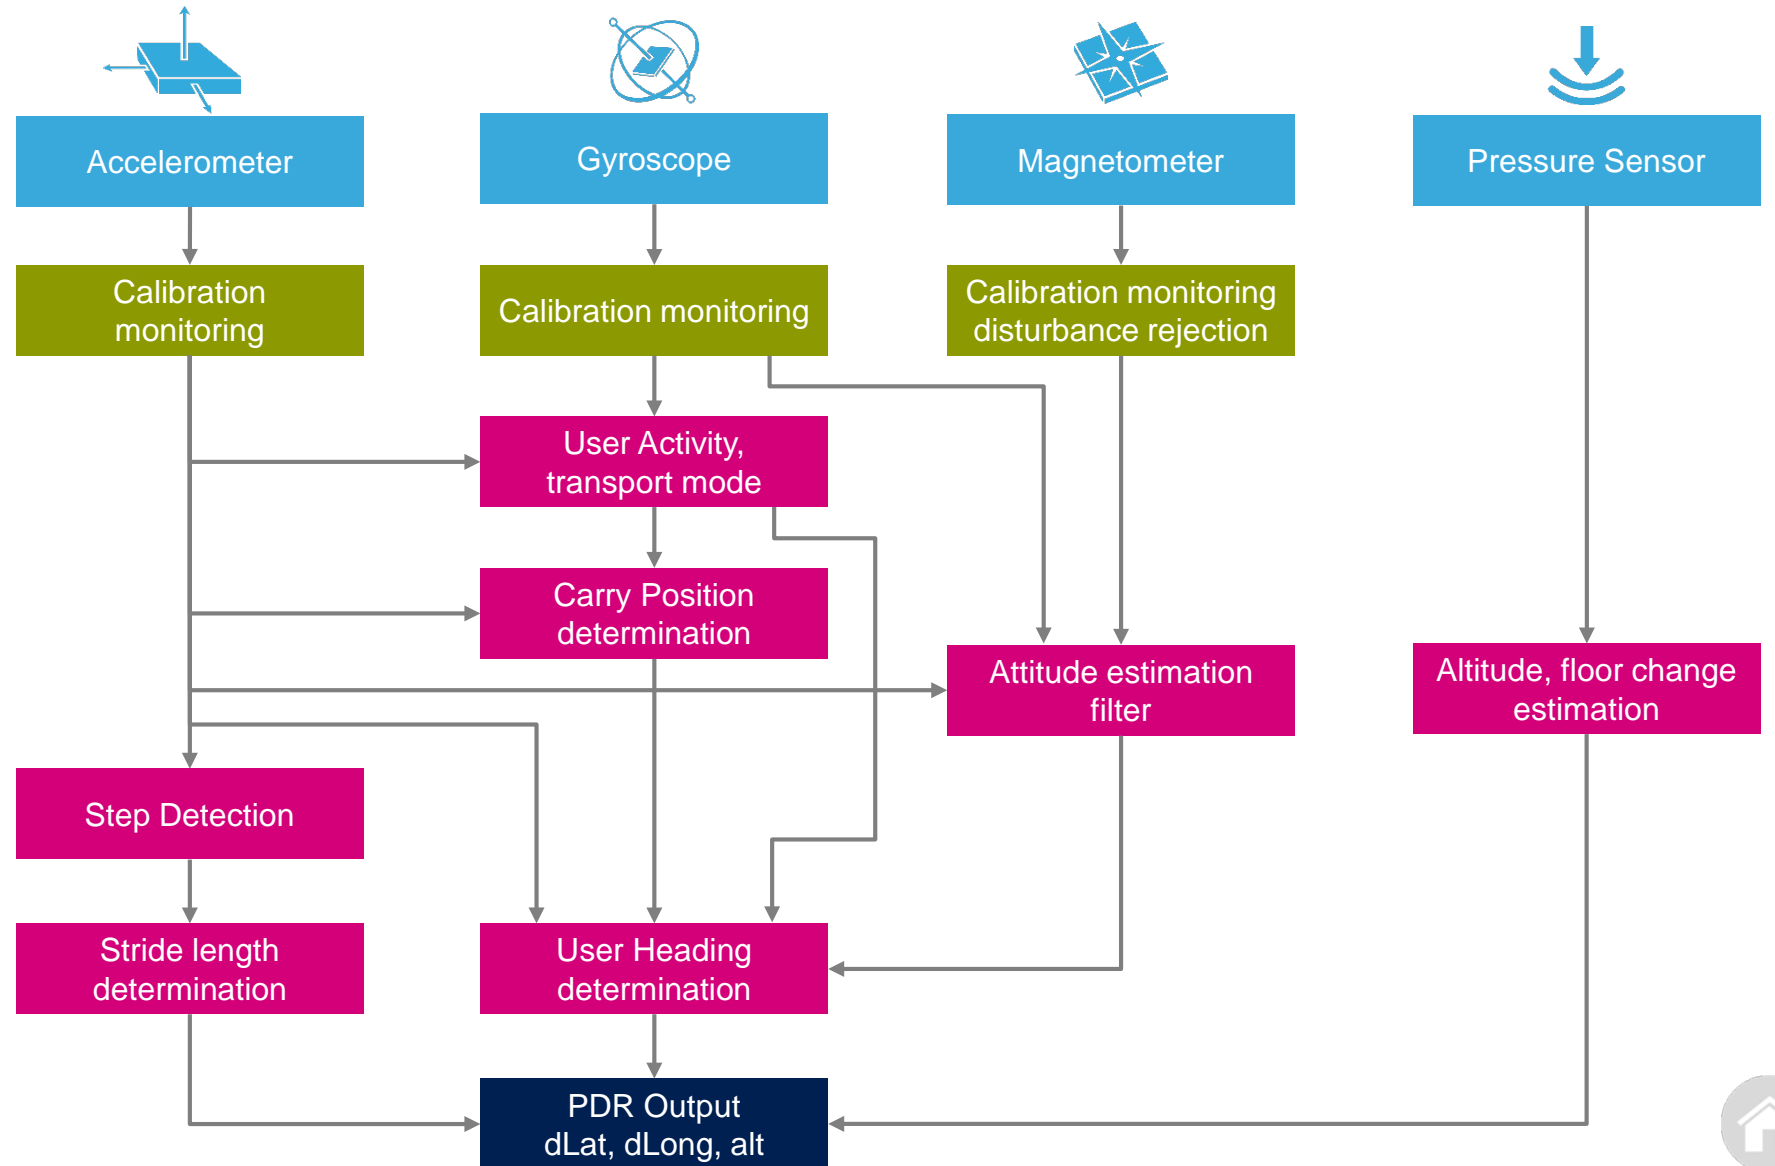 Accelerometer
Gyroscope
Magnetometer
Pressure Sensor
Calibration
monitoring
Calibration monitoring
Calibration monitoring
disturbance rejection
User Activity,
transport mode
Carry Position
determination
Attitude estimation
filter
Altitude, floor change
estimation
Step Detection
Stride length
determination
User Heading
determination
PDR Output
dLat, dLong, alt